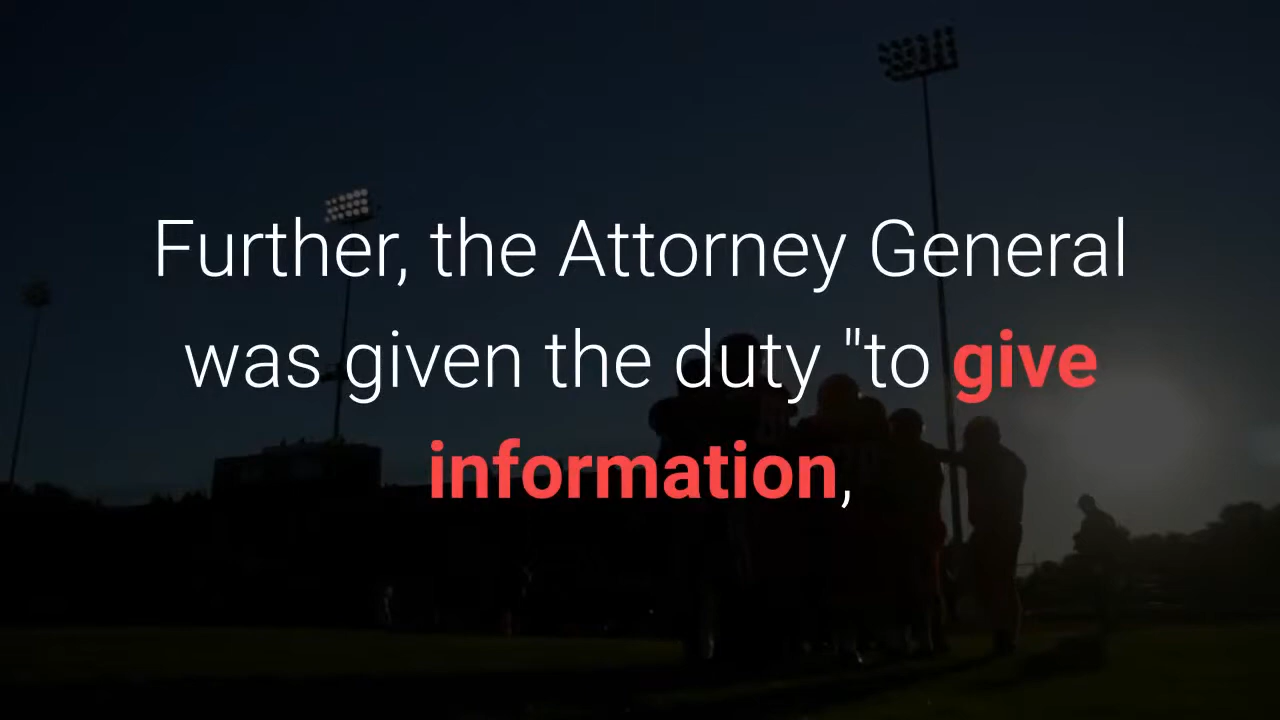 Further, the Attorney General
was given the duty "to give
information,